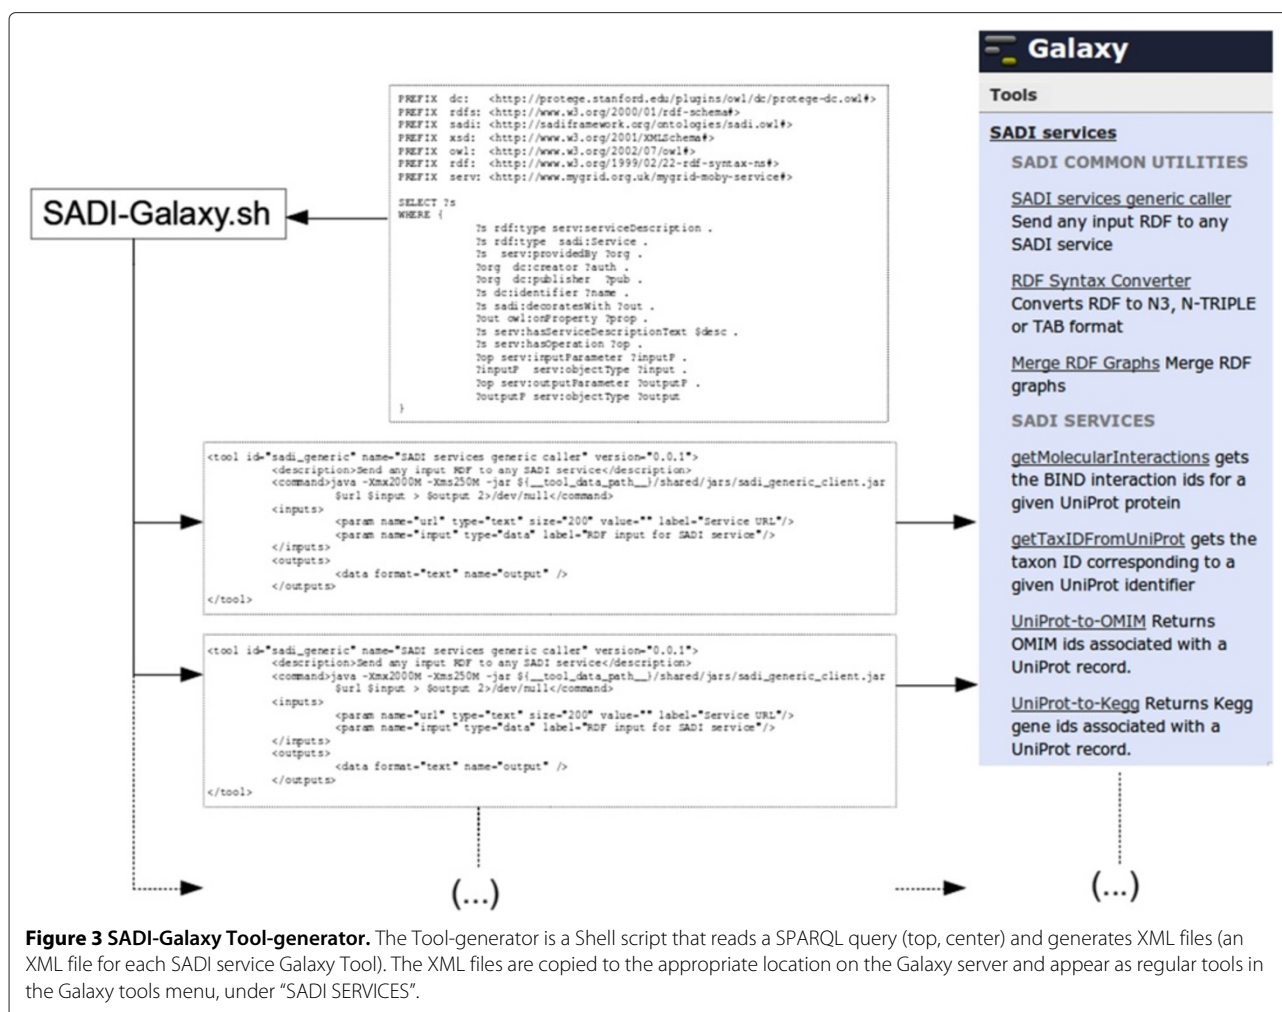 Galaxy
Tools
SADI services
SADI COMMON UTILITIES
SADI services generic caller
Send any input RDF to any
SADI service
RDF Syntax Converter
Converts RDF to N3, N-TRIPLE
or TAB format
Merge RDF Graphs Merge RDF
graphs
SADI SERVICES
getMolecularInteractions gets
the BIND interaction ids for a
given UniProt protein
getTaxIDFromUniProt gets the
taxon ID corresponding to a
given UniProt identifier
UniProt-to-OMIM Returns
OMIM ids associated with a
UniProt record.
UniProt-to-Kegg Returns Kegg
gene ids associated with a
UniProt record.
(...)
SADI-Galaxy.sh
PREFIX dc: <http://protege.stanford.edu/plugins/owl/dc/protege-dc.owl#>
PREFIX rdfs: <http://www.w3.org/2000/01/rdf-schema#>
PREFIX sadi: <http://sadiframework.org/ontologies/sadi.owl#>
PREFIX xsd: <http://www.w3.org/2001/XMLSchema#>
PREFIX owl: <http://www.w3.org/2002/07/owl#>
PREFIX rdf: <http://www.w3.org/1999/02/22-rdf-syntax-ns#>
PREFIX serv: <http://www.mygrid.org.uk/mygrid-moby-service#>
SELECT ?s
WHERE {
?s rdf:type serv:serviceDescription .
?s rdf:type sadi:Service .
?s serv:providedBy ?org .
?org dc:creator ?auth .
?org dc:publisher ?pub .
?s dc:identifier ?name .
?s sadi:decoratesWith ?out .
?out owl:onProperty ?prop .
?s serv:hasServiceDescriptionText $desc .
?s serv:hasOperation ?op .
?op serv:inputParameter ?inputP .
?inputP serv:objectType ?input .
?op serv:outputParameter ?outputP .
?outputP serv:objectType ?output
}
<tool id="sadi_generic" name="SADI services generic caller" version="0.0.1">
<description>Send any input RDF to any SADI service</description>
<command>java -Xmx2000M -Xms250M -jar ${__tool_data_path__}/shared/jars/sadi_generic_client.jar
$url $input > $output 2>/dev/null</command>
<inputs>
<param name="url" type="text" size="200" value="" label="Service URL"/>
<param name="input" type="data" label="RDF input for SADI service"/>
</inputs>
<outputs>
<data format="text" name="output" />
</outputs>
</tool>
<tool id="sadi_generic" name="SADI services generic caller" version="0.0.1">
<description>Send any input RDF to any SADI service</description>
<command>java -Xmx2000M -Xms250M -jar ${__tool_data_path__}/shared/jars/sadi_generic_client.jar
$url $input > $output 2>/dev/null</command>
<inputs>
<param name="url" type="text" size="200" value="" label="Service URL"/>
<param name="input" type="data" label="RDF input for SADI service"/>
</inputs>
<outputs>
<data format="text" name="output" />
</outputs>
</tool>
(...)
Figure 3 SADI-Galaxy Tool-generator. The Tool-generator is a Shell script that reads a SPARQL query (top, center) and generates XML files (an
XML file for each SADI service Galaxy Tool). The XML files are copied to the appropriate location on the Galaxy server and appear as regular tools in
the Galaxy tools menu, under “SADI SERVICES”.